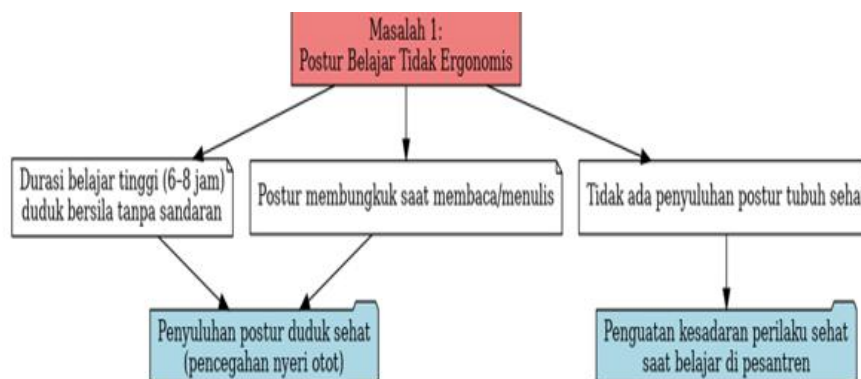 Masalah 1:
Postur Belajar Tidak Ergonomis
Durasi belajar tinggi (6–8 jam)
duduk bersila tanpa sandaran
Postur membungkuk saat membaca/menulis
Tidak ada penyuluhan postur tubuh sehat
Penyuluhan postur duduk sehat
(pencegahan nyeri otot)
Penguatan kesadaran perilaku sehat
saat belajar di pesantren